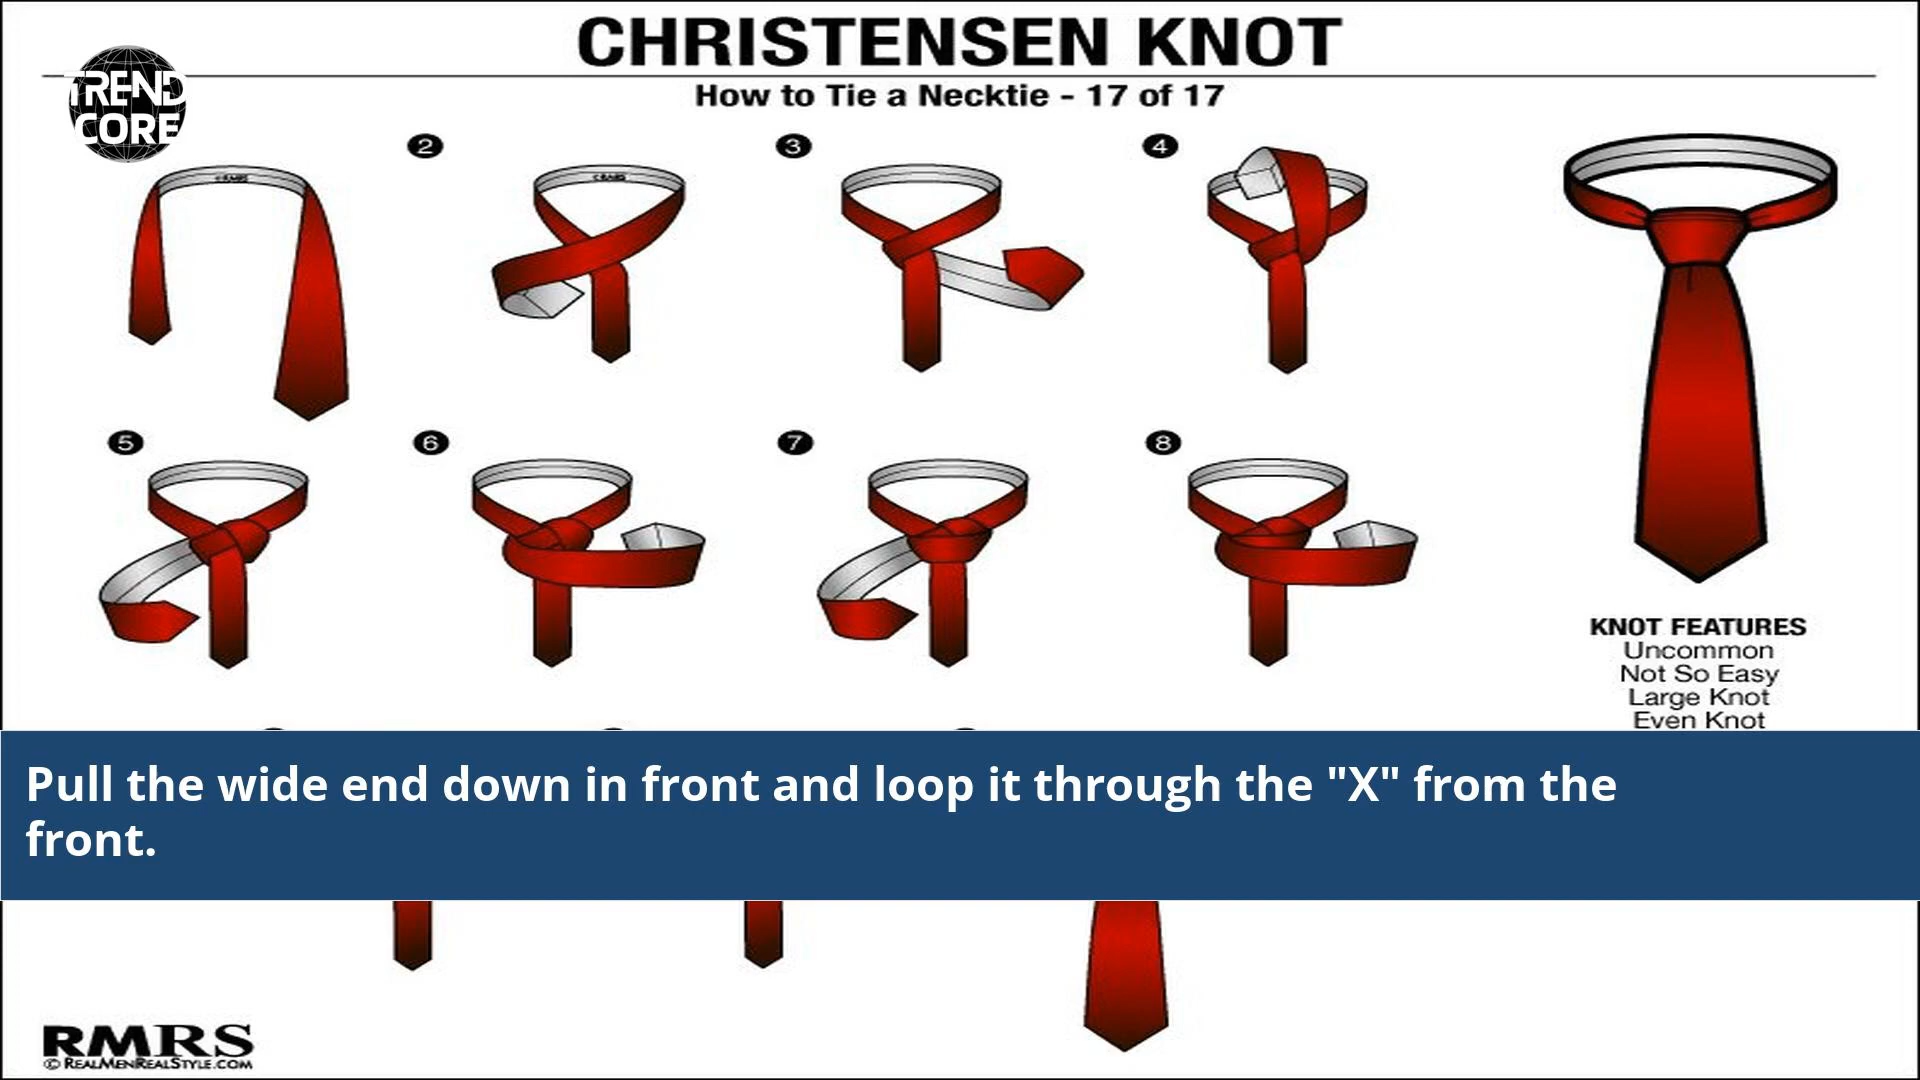 CHRISTENSEN KNOT
TREND
CORE
How to Tie a Necktie - 17 of 17
2
3
4
©RMRS
©RMRS
5
6
7
8
KNOT FEATURES
Uncommon
Not So Easy
Large Knot
Even Knot
Pull the wide end down in front and loop it through the "X" from the
front.
RMRS
© REALMENREALSTYLE.COM